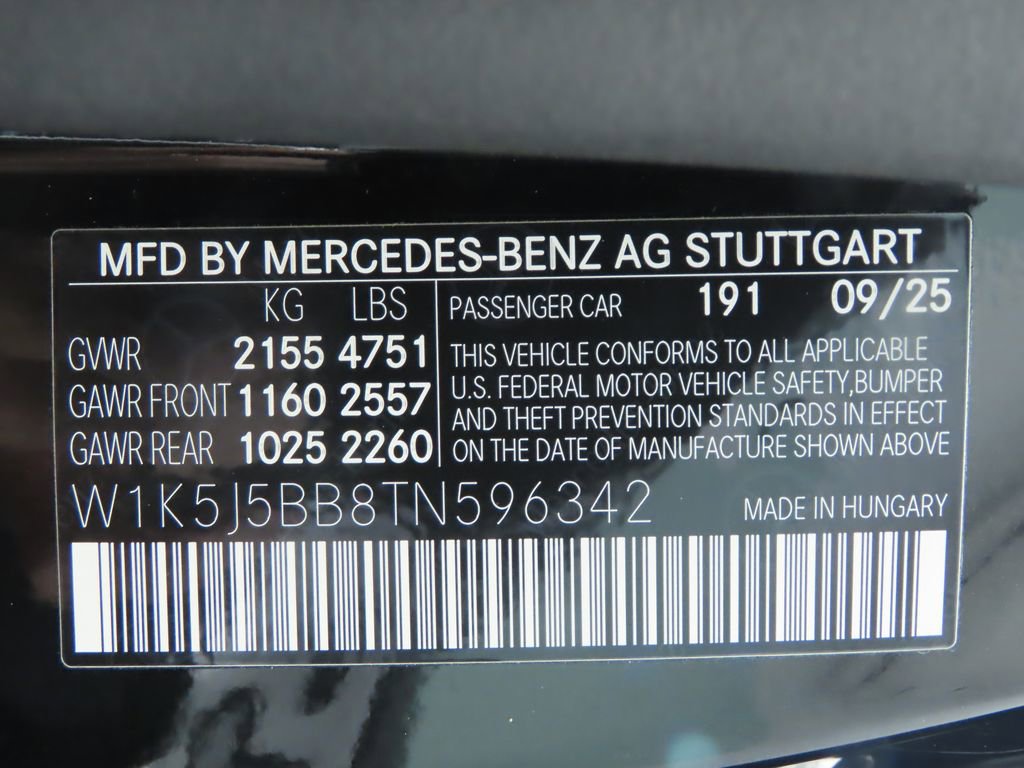 MFD BY MERCEDES-BENZ AG STUTTGART
KG LBS
GVWR 2155 4751
GAWR FRONT 1160 2557
GAWR REAR 1025 2260
PASSENGER CAR 191 09/25
THIS VEHICLE CONFORMS TO ALL APPLICABLE
U.S. FEDERAL MOTOR VEHICLE SAFETY,BUMPER
AND THEFT PREVENTION STANDARDS IN EFFECT
ON THE DATE OF MANUFACTURE SHOWN ABOVE
W1K5J5BB8TN596342
MADE IN HUNGARY